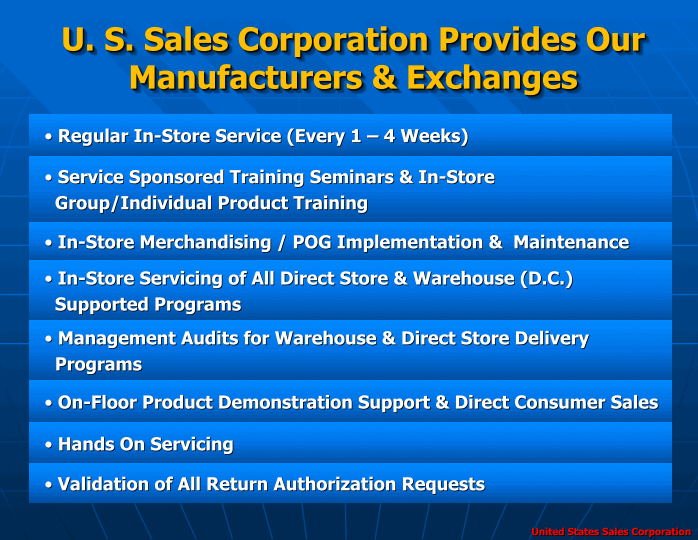 U. S. Sales Corporation Provides Our
Manufacturers & Exchanges
• Regular In-Store Service (Every 1 – 4 Weeks)
• Service Sponsored Training Seminars & In-Store
Group/Individual Product Training
• In-Store Merchandising / POG Implementation &  Maintenance
• In-Store Servicing of All Direct Store & Warehouse (D.C.)
Supported Programs
• Management Audits for Warehouse & Direct Store Delivery
Programs
• On-Floor Product Demonstration Support & Direct Consumer Sales
• Hands On Servicing
• Validation of All Return Authorization Requests
United States Sales Corporation